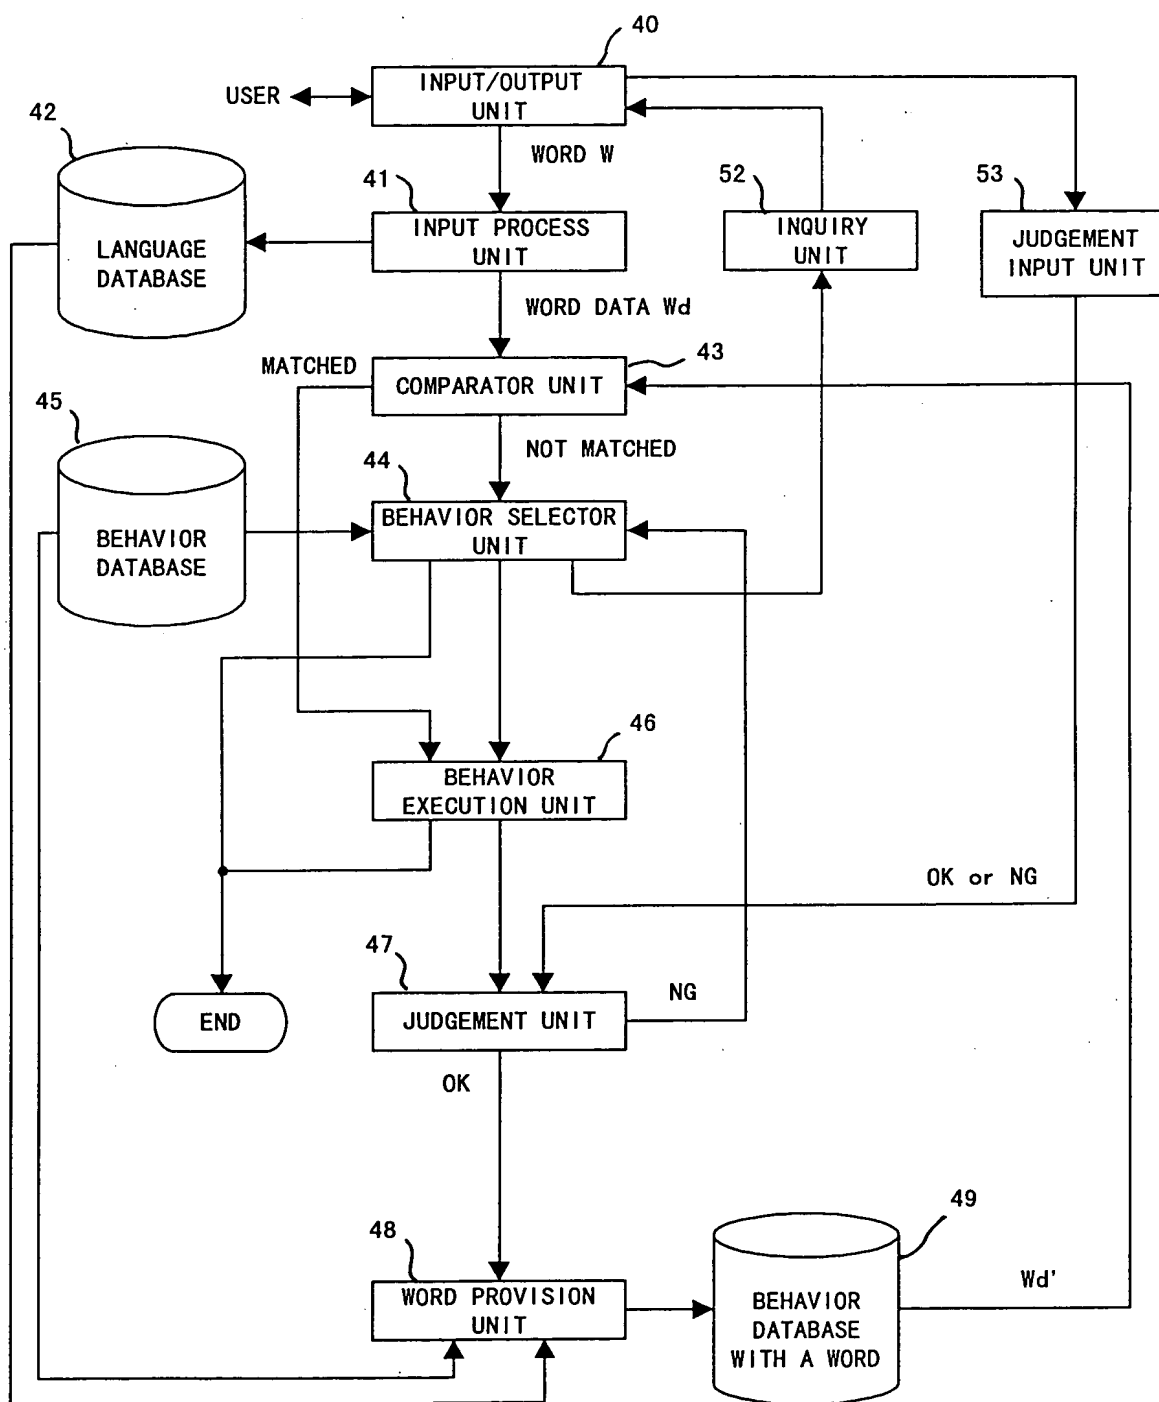 40
INPUT/OUTPUT
UNIT
USER
42
WORD W
41
52
53
INPUT PROCESS
UNIT
INQUIRY
UNIT
JUDGEMENT
INPUT UNIT
LANGUAGE
DATABASE
WORD DATA Wd
43
MATCHED
COMPARATOR UNIT
45
NOT MATCHED
44
BEHAVIOR SELECTOR
UNIT
BEHAVIOR
DATABASE
46
BEHAVIOR
EXECUTION UNIT
OK or NG
47
NG
JUDGEMENT UNIT
END
OK
49
48
Wd'
WORD PROVISION
UNIT
BEHAVIOR
DATABASE
WITH A WORD